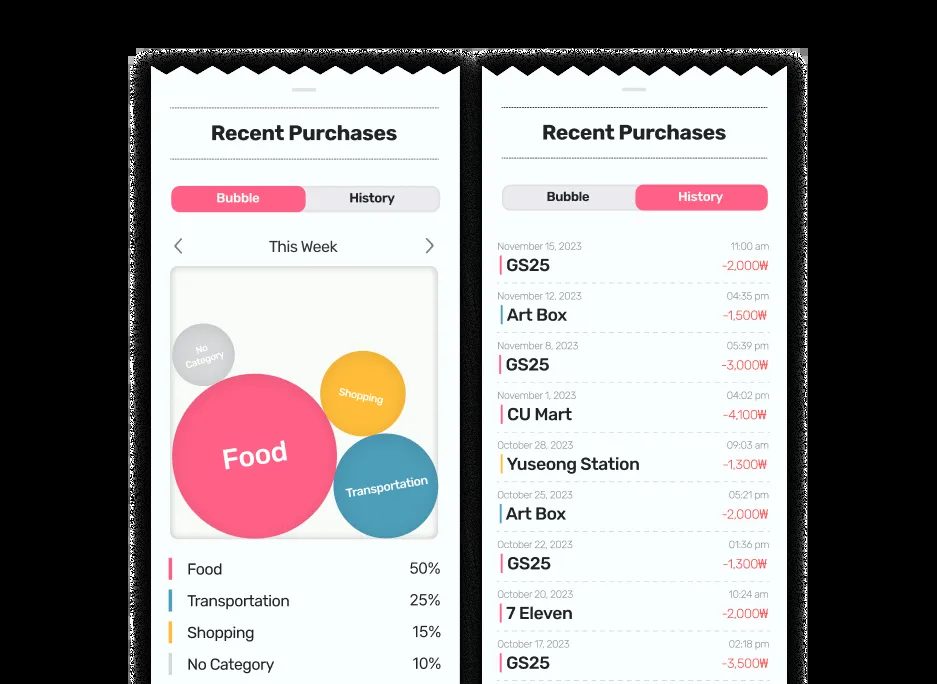 Recent Purchases
Bubble History
This Week
No
Category
Shopping
Food
Transportation
Food 50%
Transportation 25%
Shopping 15%
No Category 10%
Recent Purchases
Bubble History
November 15, 2023 11:00 am
GS25 -2,000₩
November 12, 2023 04:35 pm
Art Box -1,500₩
November 8, 2023 05:39 pm
GS25 -3,000₩
November 1, 2023 04:02 pm
CU Mart -4,100₩
October 28, 2023 09:03 am
Yuseong Station -1,300₩
October 25, 2023 05:21 pm
Art Box -2,000₩
October 22, 2023 01:36 pm
GS25 -1,300₩
October 20, 2023 10:24 am
7 Eleven -2,000₩
October 17, 2023 02:18 pm
GS25 -3,500₩